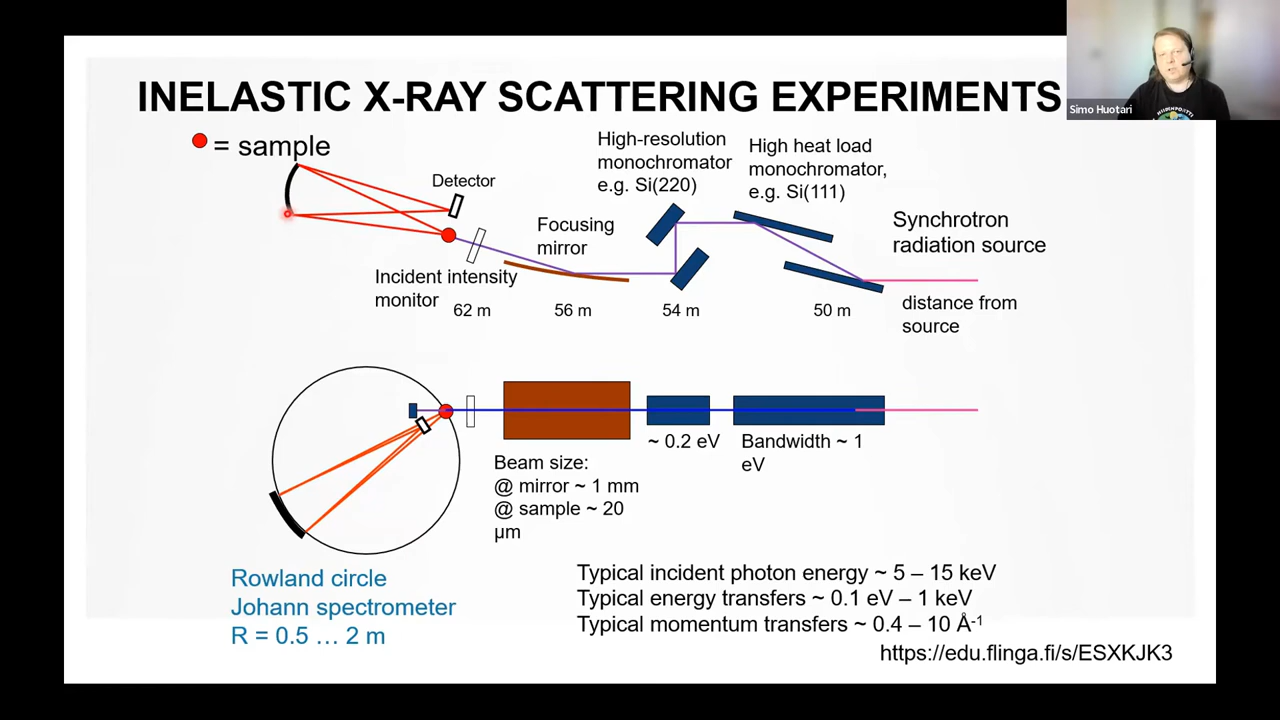 INELASTIC X-RAY SCATTERING EXPERIMENTS
Simo Huotari
= sample
High-resolution
monochromator
e.g. Si(220)
High heat load
monochromator,
e.g. Si(111)
Detector
Focusing
mirror
Synchrotron
radiation source
Incident intensity
monitor
62 m
56 m
54 m
50 m
distance from
source
~ 0.2 eV
Bandwidth ~ 1
eV
Beam size:
@ mirror ~ 1 mm
@ sample ~ 20
µm
Rowland circle
Johann spectrometer
R = 0.5 … 2 m
Typical incident photon energy ~ 5 – 15 keV
Typical energy transfers ~ 0.1 eV – 1 keV
Typical momentum transfers ~ 0.4 – 10 Å⁻¹
https://edu.flinga.fi/s/ESXKJK3